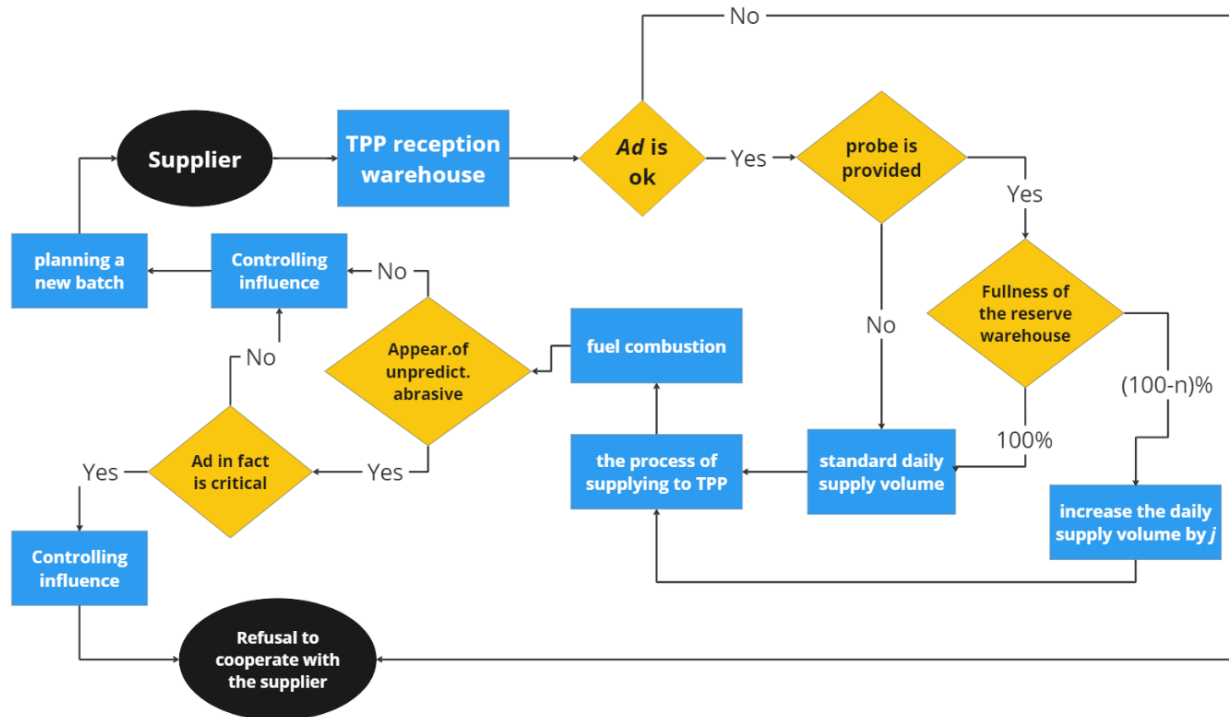 No
Supplier
TPP reception
warehouse
Ad is
ok
Yes
probe is
provided
Yes
planning a
new batch
Controlling
influence
No
Fullness of
the reserve
warehouse
No
Appear.of
unpredict.
abrasive
fuel combustion
No
(100-n)%
100%
Ad in fact
is critical
Yes
Yes
the process of
supplying to TPP
standard daily
supply volume
increase the daily
supply volume by j
Controlling
influence
Refusal to
cooperate with
the supplier